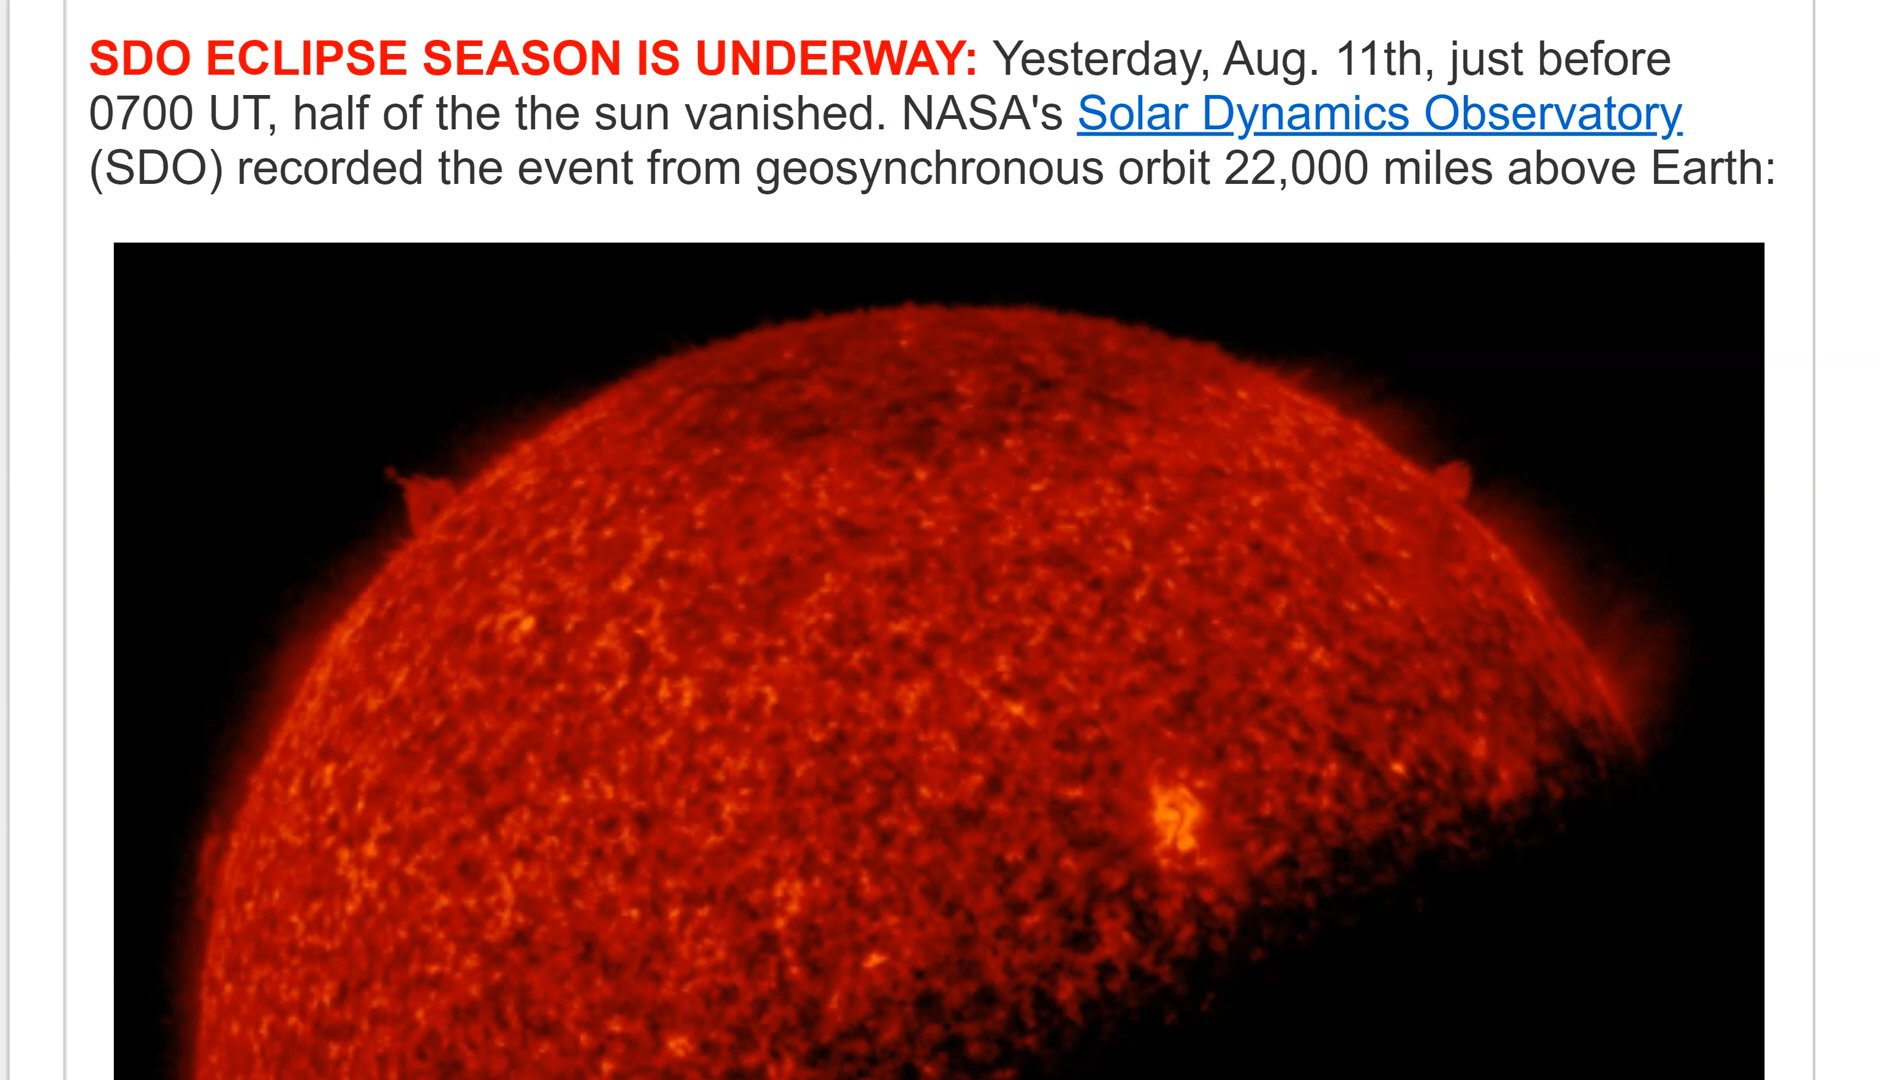 SDO ECLIPSE SEASON IS UNDERWAY: Yesterday, Aug. 11th, just before
0700 UT, half of the the sun vanished. NASA's Solar Dynamics Observatory
(SDO) recorded the event from geosynchronous orbit 22,000 miles above Earth: